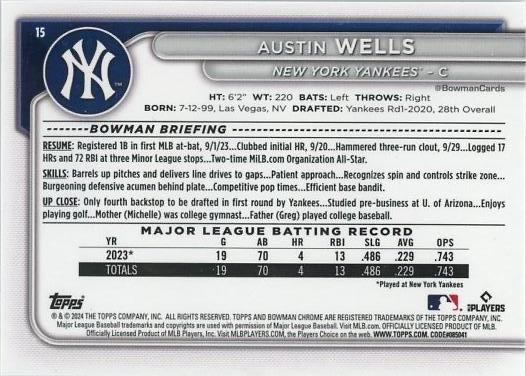 15
AUSTIN WELLS
NY
NEW YORK YANKEES™ - C
@BowmanCards
HT: 6'2" WT: 220 BATS: Left THROWS: Right
BORN: 7-12-99, Las Vegas, NV DRAFTED: Yankees Rd1-2020, 28th Overall
BOWMAN BRIEFING
RESUME: Registered 1B in first MLB at-bat, 9/1/23...Clubbed initial HR, 9/20...Hammered three-run clout, 9/29...Logged 17
HRs and 72 RBI at three Minor League stops...Two-time MiLB.com Organization All-Star.
SKILLS: Barrels up pitches and delivers line drives to gaps...Patient approach...Recognizes spin and controls strike zone...
Burgeoning defensive acumen behind plate...Competitive pop times...Efficient base bandit.
UP CLOSE: Only fourth backstop to be drafted in first round by Yankees...Studied pre-business at U. of Arizona...Enjoys
playing golf...Mother (Michelle) was college gymnast...Father (Greg) played college baseball.
MAJOR LEAGUE BATTING RECORD
YR G AB HR RBI SLG AVG OPS
2023* 19 70 4 13 .486 .229 .743
TOTALS 19 70 4 13 .486 .229 .743
*Played at New York Yankees
Topps
MLB PLAYERS
® & © 2024 THE TOPPS COMPANY, INC. ALL RIGHTS RESERVED. TOPPS AND BOWMAN CHROME ARE REGISTERED TRADEMARKS OF THE TOPPS COMPANY, INC.
Major League Baseball trademarks and copyrights are used with permission of Major League Baseball. Visit MLB.com. OFFICIALLY LICENSED PRODUCT OF MLB.
Officially Licensed Product of MLB Players, Inc. Visit MLBPLAYERS.COM, the Players Choice on the web. WWW.TOPPS.COM. CODE#085041